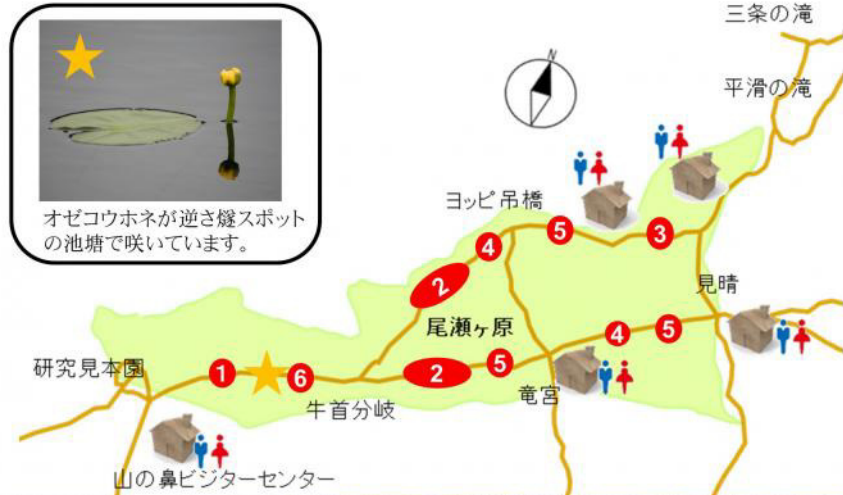 三条の滝
平滑の滝
N
オゼコウホネが逆さ燧スポット
の池塘で咲いています。
ヨッピ吊橋
5
3
4
2
見晴
尾瀬ヶ原
4
5
研究見本園
1
6
2
5
牛首分岐
竜宮
山の鼻ビジターセンター